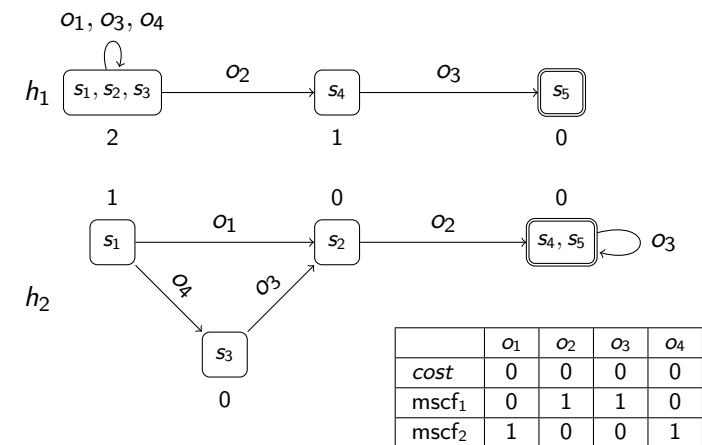 o₁, o₃, o₄
h₁ s₁, s₂, s₃ o₂ s₄ o₃ s₅
2 1 0
1 0 0
s₁ o₁ s₂ o₂ s₄, s₅ o₃
o₄ o₃
h₂
s₃
0
o₁ o₂ o₃ o₄
cost 0 0 0 0
mscf₁ 0 1 1 0
mscf₂ 1 0 0 1